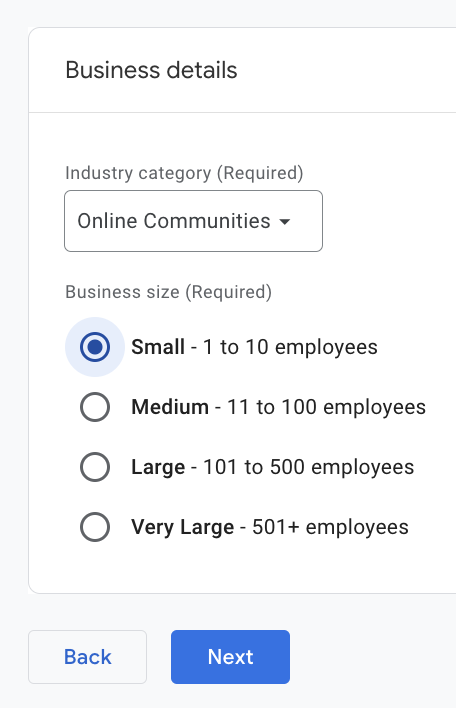 Business details
Industry category (Required)
Online Communities
Business size (Required)
Small - 1 to 10 employees
Medium - 11 to 100 employees
Large - 101 to 500 employees
Very Large - 501+ employees
Back
Next